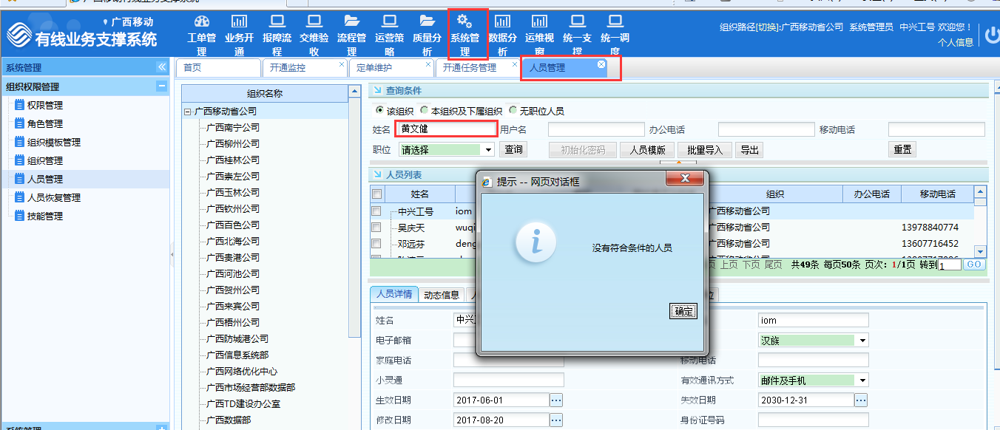 广西移动
有线业务支撑系统
工单管理
业务开通
报障流程
交维验收
流程管理
运营策略
质量分析
系统管理
数据分析
运维视窗
统一支撑
统一调度
组织路径[切换]:广西移动省公司 系统管理员 中兴工号 欢迎您！
个人信息
系统管理
组织权限管理
权限管理
角色管理
组织模板管理
组织管理
人员管理
人员恢复管理
技能管理
首页 开通监控 定单维护 开通任务管理 人员管理
组织名称
广西移动省公司
广西南宁公司
广西柳州公司
广西桂林公司
广西崇左公司
广西玉林公司
广西钦州公司
广西百色公司
广西北海公司
广西贵港公司
广西河池公司
广西贺州公司
广西来宾公司
广西梧州公司
广西防城港公司
广西信息系统部
广西网络优化中心
广西市场经营部数据部
广西TD建设办公室
广西数据部
查询条件
该组织 本组织及下属组织 无职位人员
姓名 黄文健 用户名 办公电话 移动电话
职位 请选择 查询 初始化密码 人员模版 批量导入 导出 重置
人员列表
姓名 组织 办公电话 移动电话
中兴工号 iom 广西移动省公司
吴庆天 wuqi 广西移动省公司 13978840774
邓远芬 deng 广西移动省公司 13607716452
上页 下页 尾页 共49条 每页50条 页次: 1/1页 转到 1 GO
提示 -- 网页对话框
没有符合条件的人员
确定
人员详情 动态信息
姓名 中兴 iom
电子邮箱 汉族
家庭电话 移动电话
小灵通 有效通讯方式 邮件及手机
生效日期 2017-06-01 失效日期 2030-12-31
修改日期 2017-08-20 身份证号码